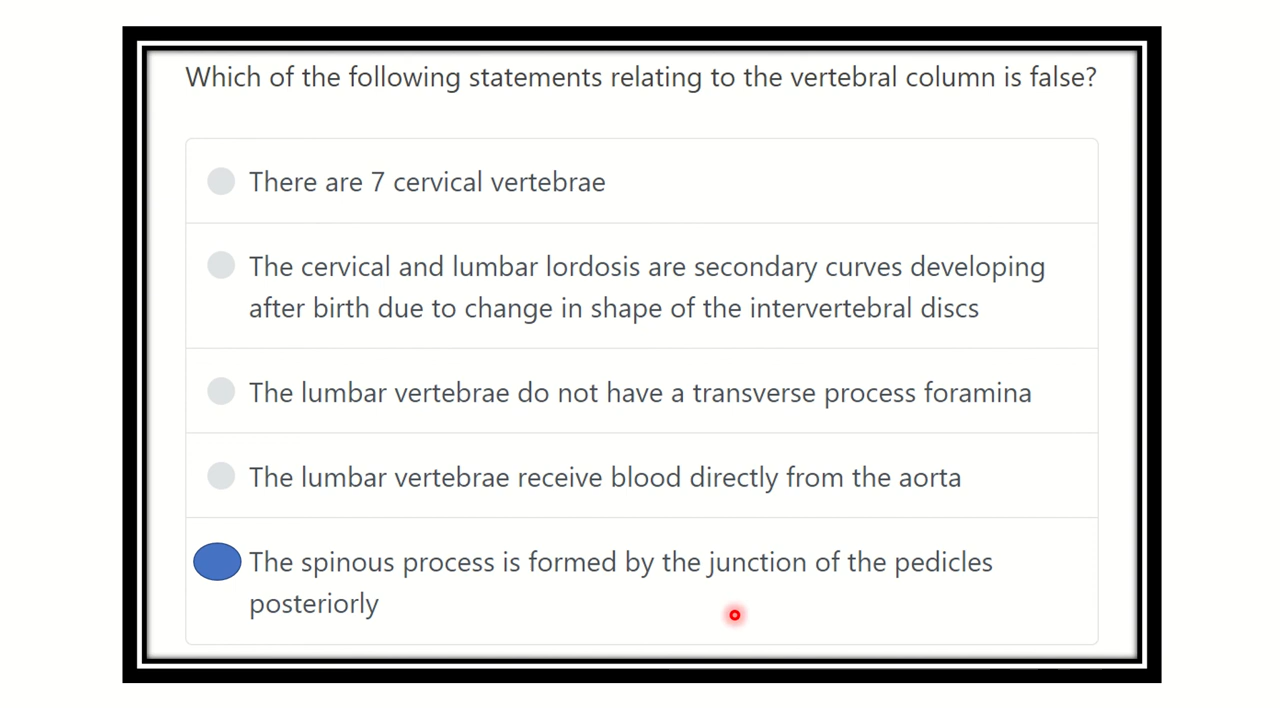 Which of the following statements relating to the vertebral column is false?
There are 7 cervical vertebrae
The cervical and lumbar lordosis are secondary curves developing
after birth due to change in shape of the intervertebral discs
The lumbar vertebrae do not have a transverse process foramina
The lumbar vertebrae receive blood directly from the aorta
The spinous process is formed by the junction of the pedicles
posteriorly